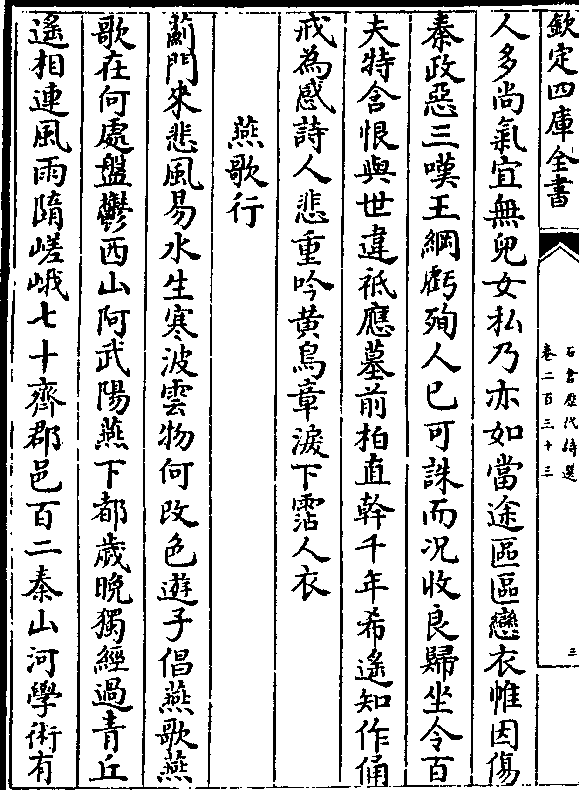 欽定四庫全書
石倉歷代詩選
卷二百三十三
三
人多尚氣宜無兒女私乃亦如當途區區戀衣帷因傷
秦政惡三嘆王綱虧殉人已可誅而况收良歸坐令百
夫特含恨與世違祗應墓前柏直幹千年希遙知作俑
戒為感詩人悲重吟黄鳥章淚下霑人衣
燕歌行
薊門來悲風易水生寒波雲物何改色遊子倡燕歌燕
歌在何處盤鬱西山阿武陽燕下都歲晚獨經過青丘
遙相連風雨隋嵯峨七十齊郡邑百二秦山河學術有